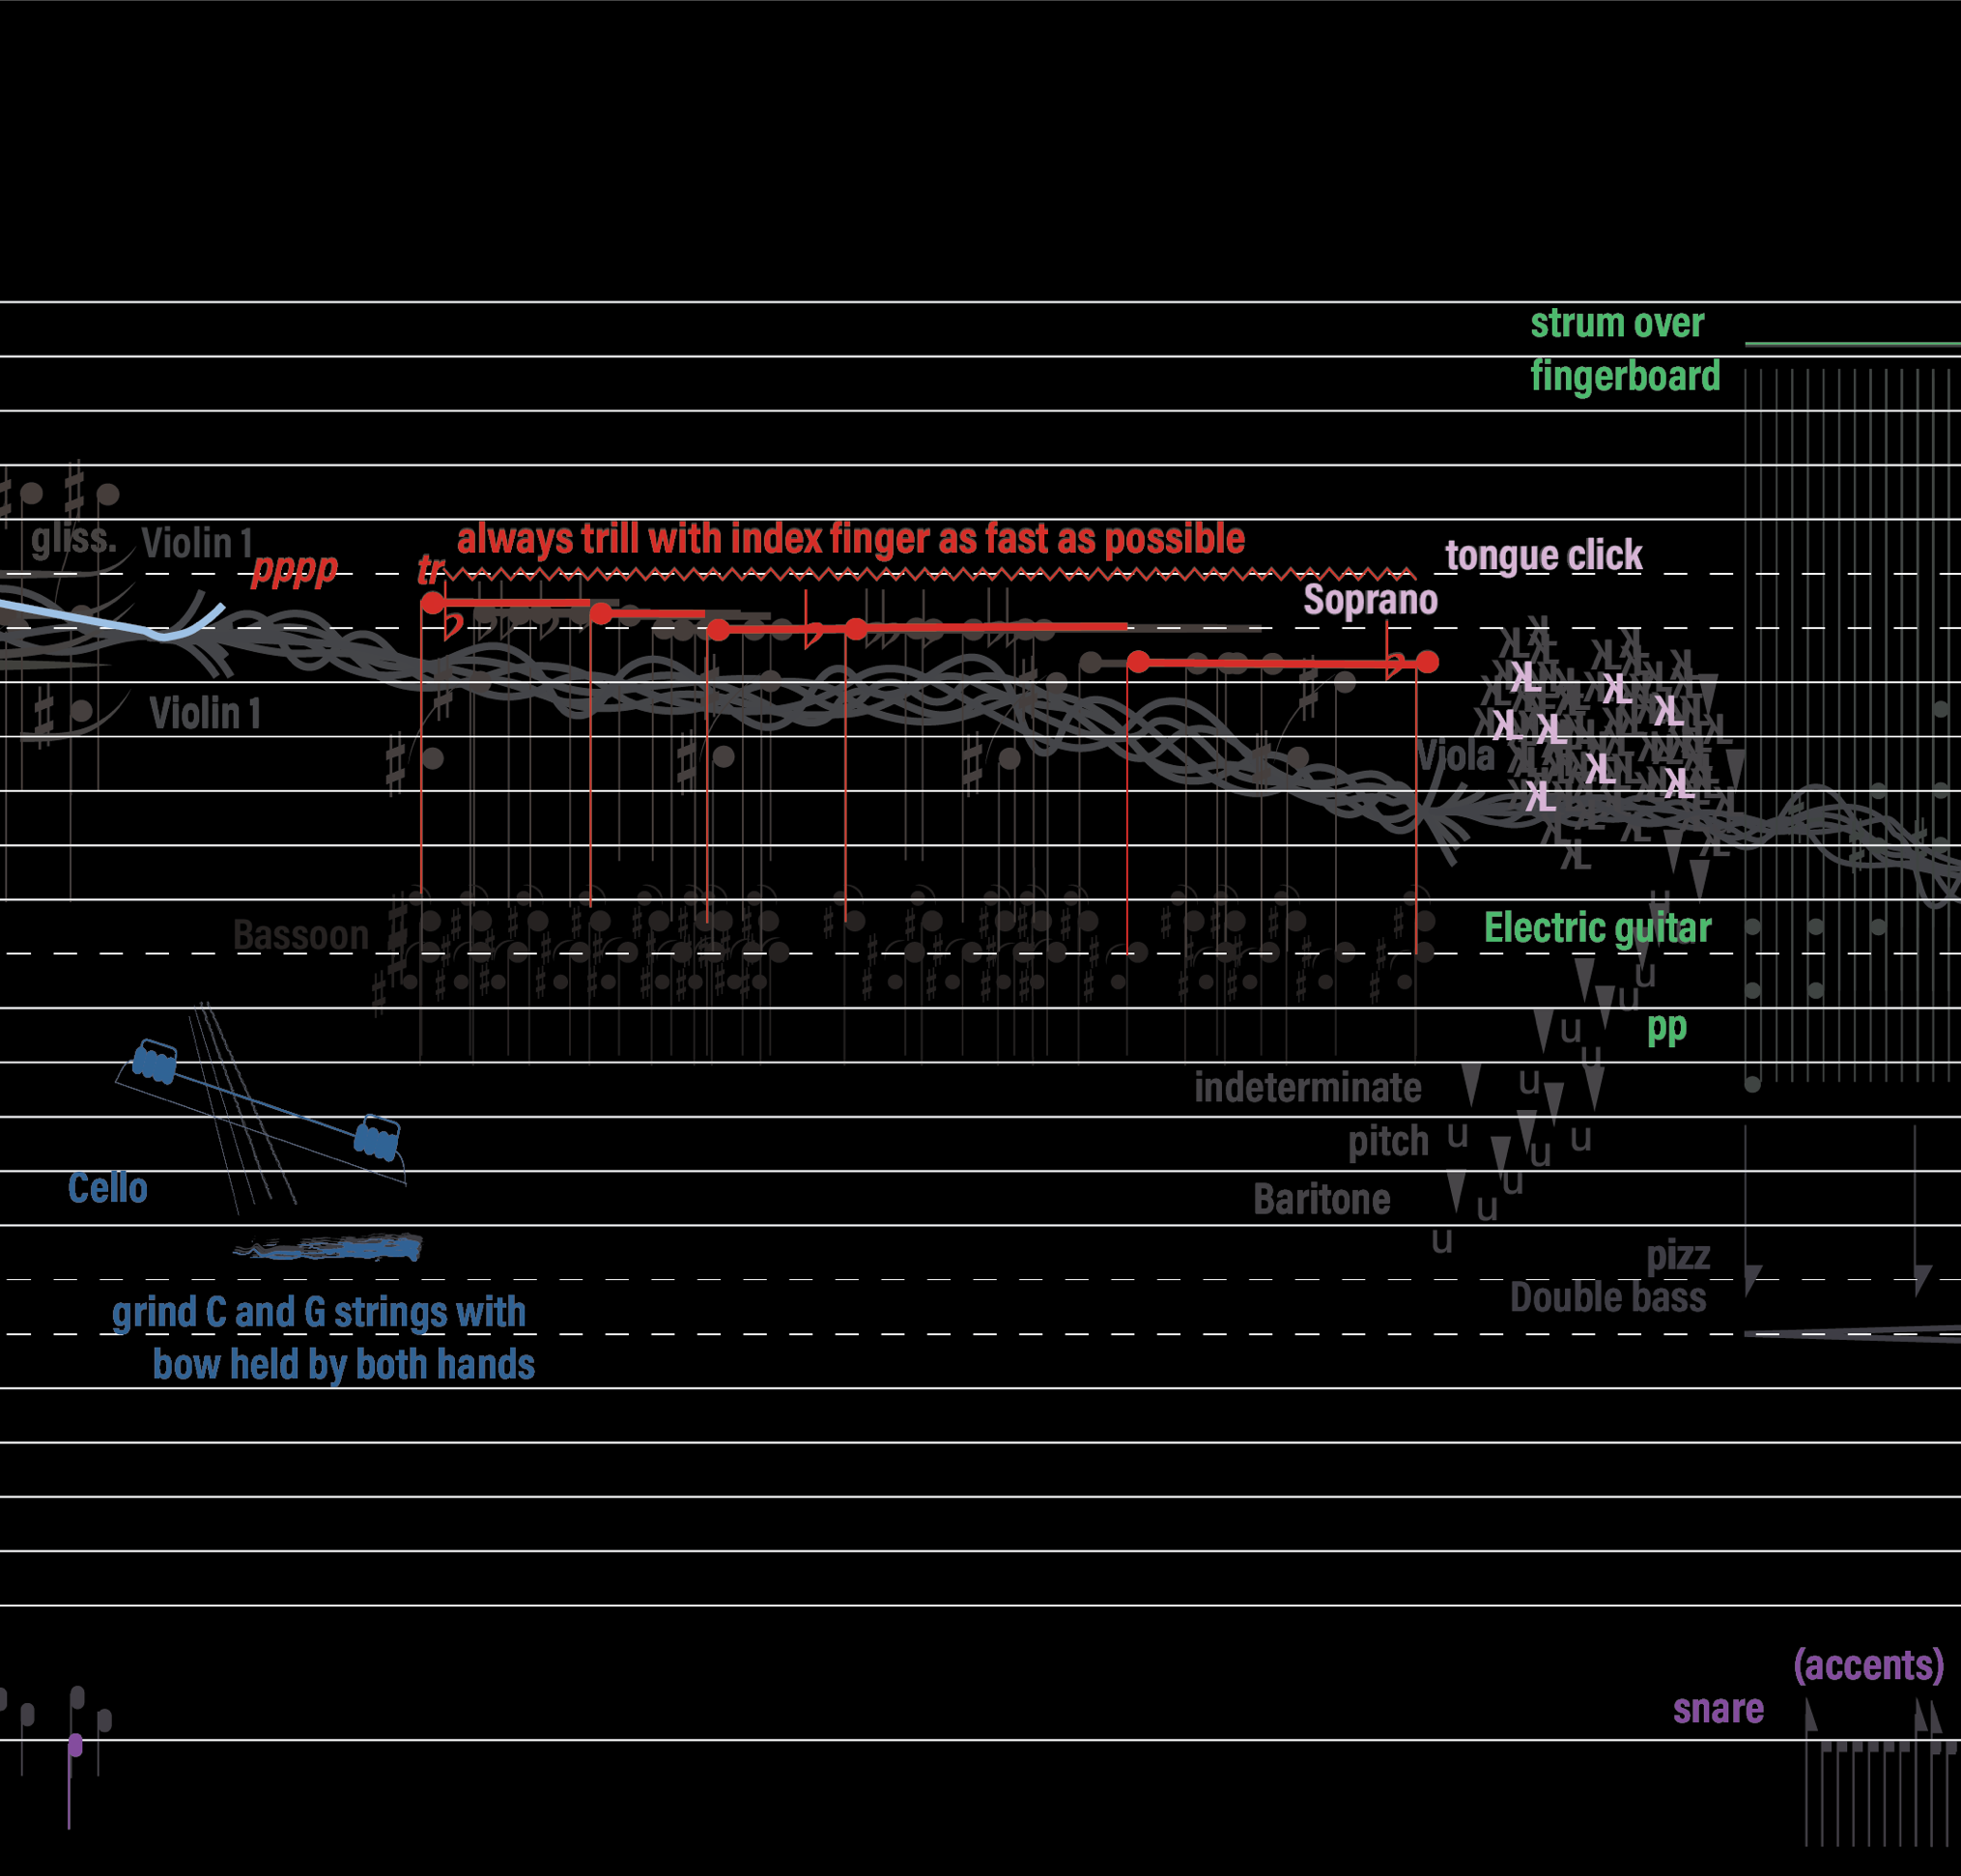 strum over
fingerboard
gliss.
Violin 1
pppp
tr
always trill with index finger as fast as possible
tongue click
Soprano
Violin 1
Viola
Bassoon
Electric guitar
pp
indeterminate
pitch
Baritone
u
u
u
u
u
u
u
u
u
u
u
Cello
pizz
Double bass
grind C and G strings with
bow held by both hands
(accents)
snare